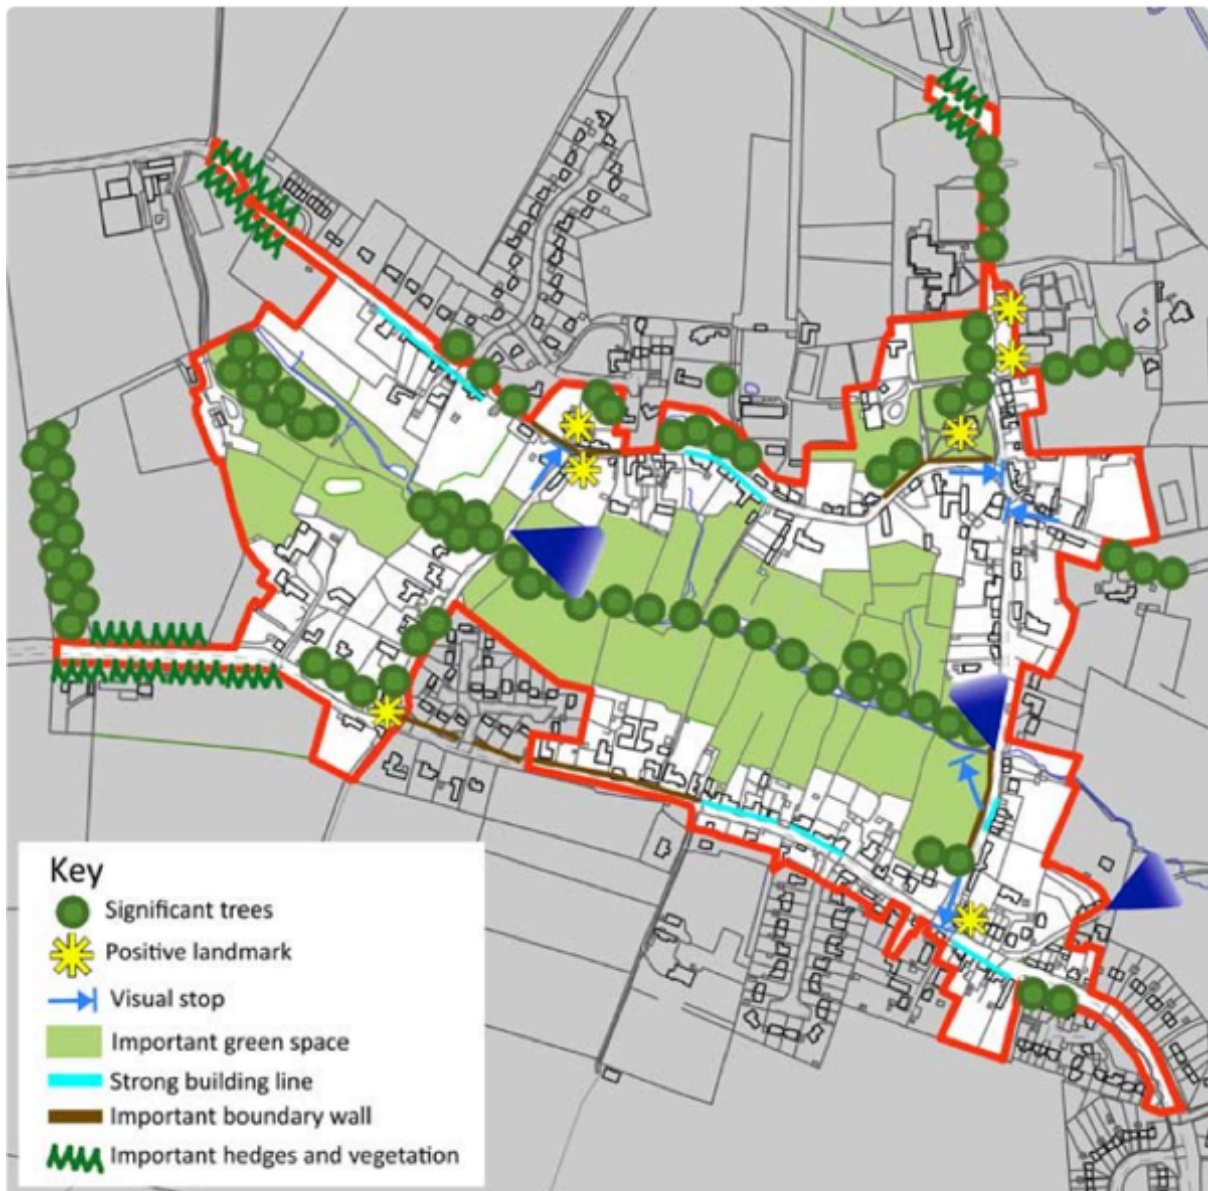 Key
Significant trees
Positive landmark
Visual stop
Important green space
Strong building line
Important boundary wall
Important hedges and vegetation